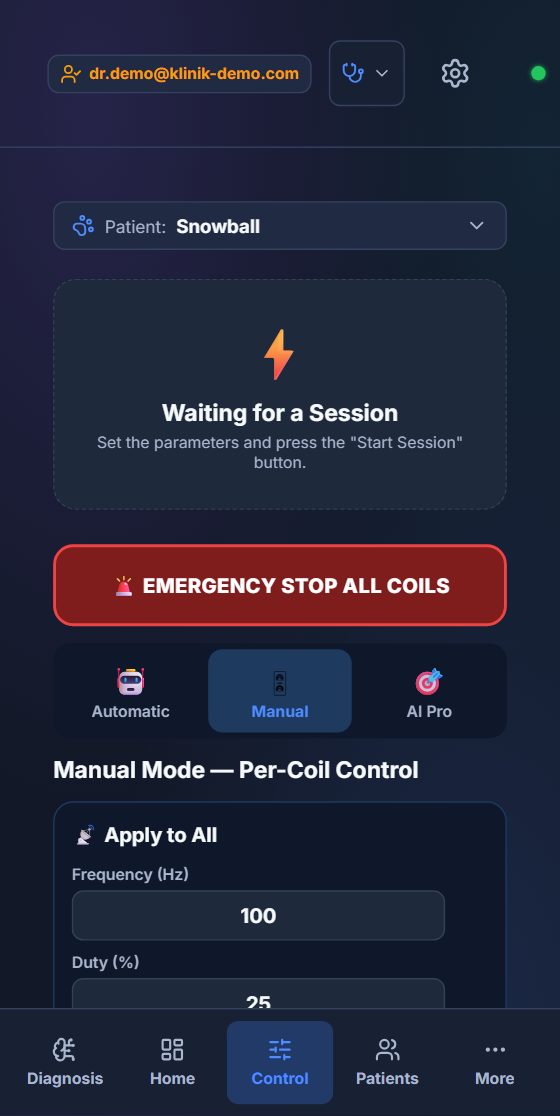 dr.demo@klinik-demo.com
Patient: Snowball
Waiting for a Session
Set the parameters and press the "Start Session"
button.
EMERGENCY STOP ALL COILS
Automatic
Manual
AI Pro
Manual Mode — Per-Coil Control
Apply to All
Frequency (Hz)
100
Duty (%)
25
Diagnosis
Home
Control
Patients
More